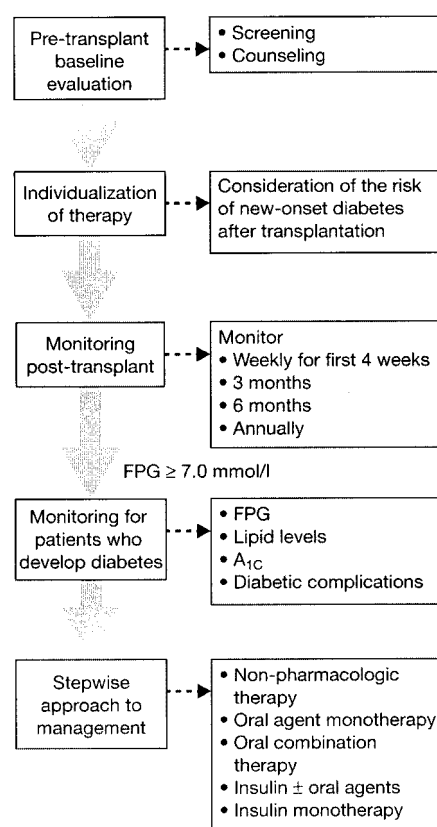 Pre-transplant
baseline
evaluation
• Screening
• Counseling
Individualization
of therapy
Consideration of the risk
of new-onset diabetes
after transplantation
Monitoring
post-transplant
Monitor
• Weekly for first 4 weeks
• 3 months
• 6 months
• Annually
FPG ≥ 7.0 mmol/l
Monitoring for
patients who
develop diabetes
• FPG
• Lipid levels
• A1C
• Diabetic complications
Stepwise
approach to
management
• Non-pharmacologic
therapy
• Oral agent monotherapy
• Oral combination
therapy
• Insulin ± oral agents
• Insulin monotherapy